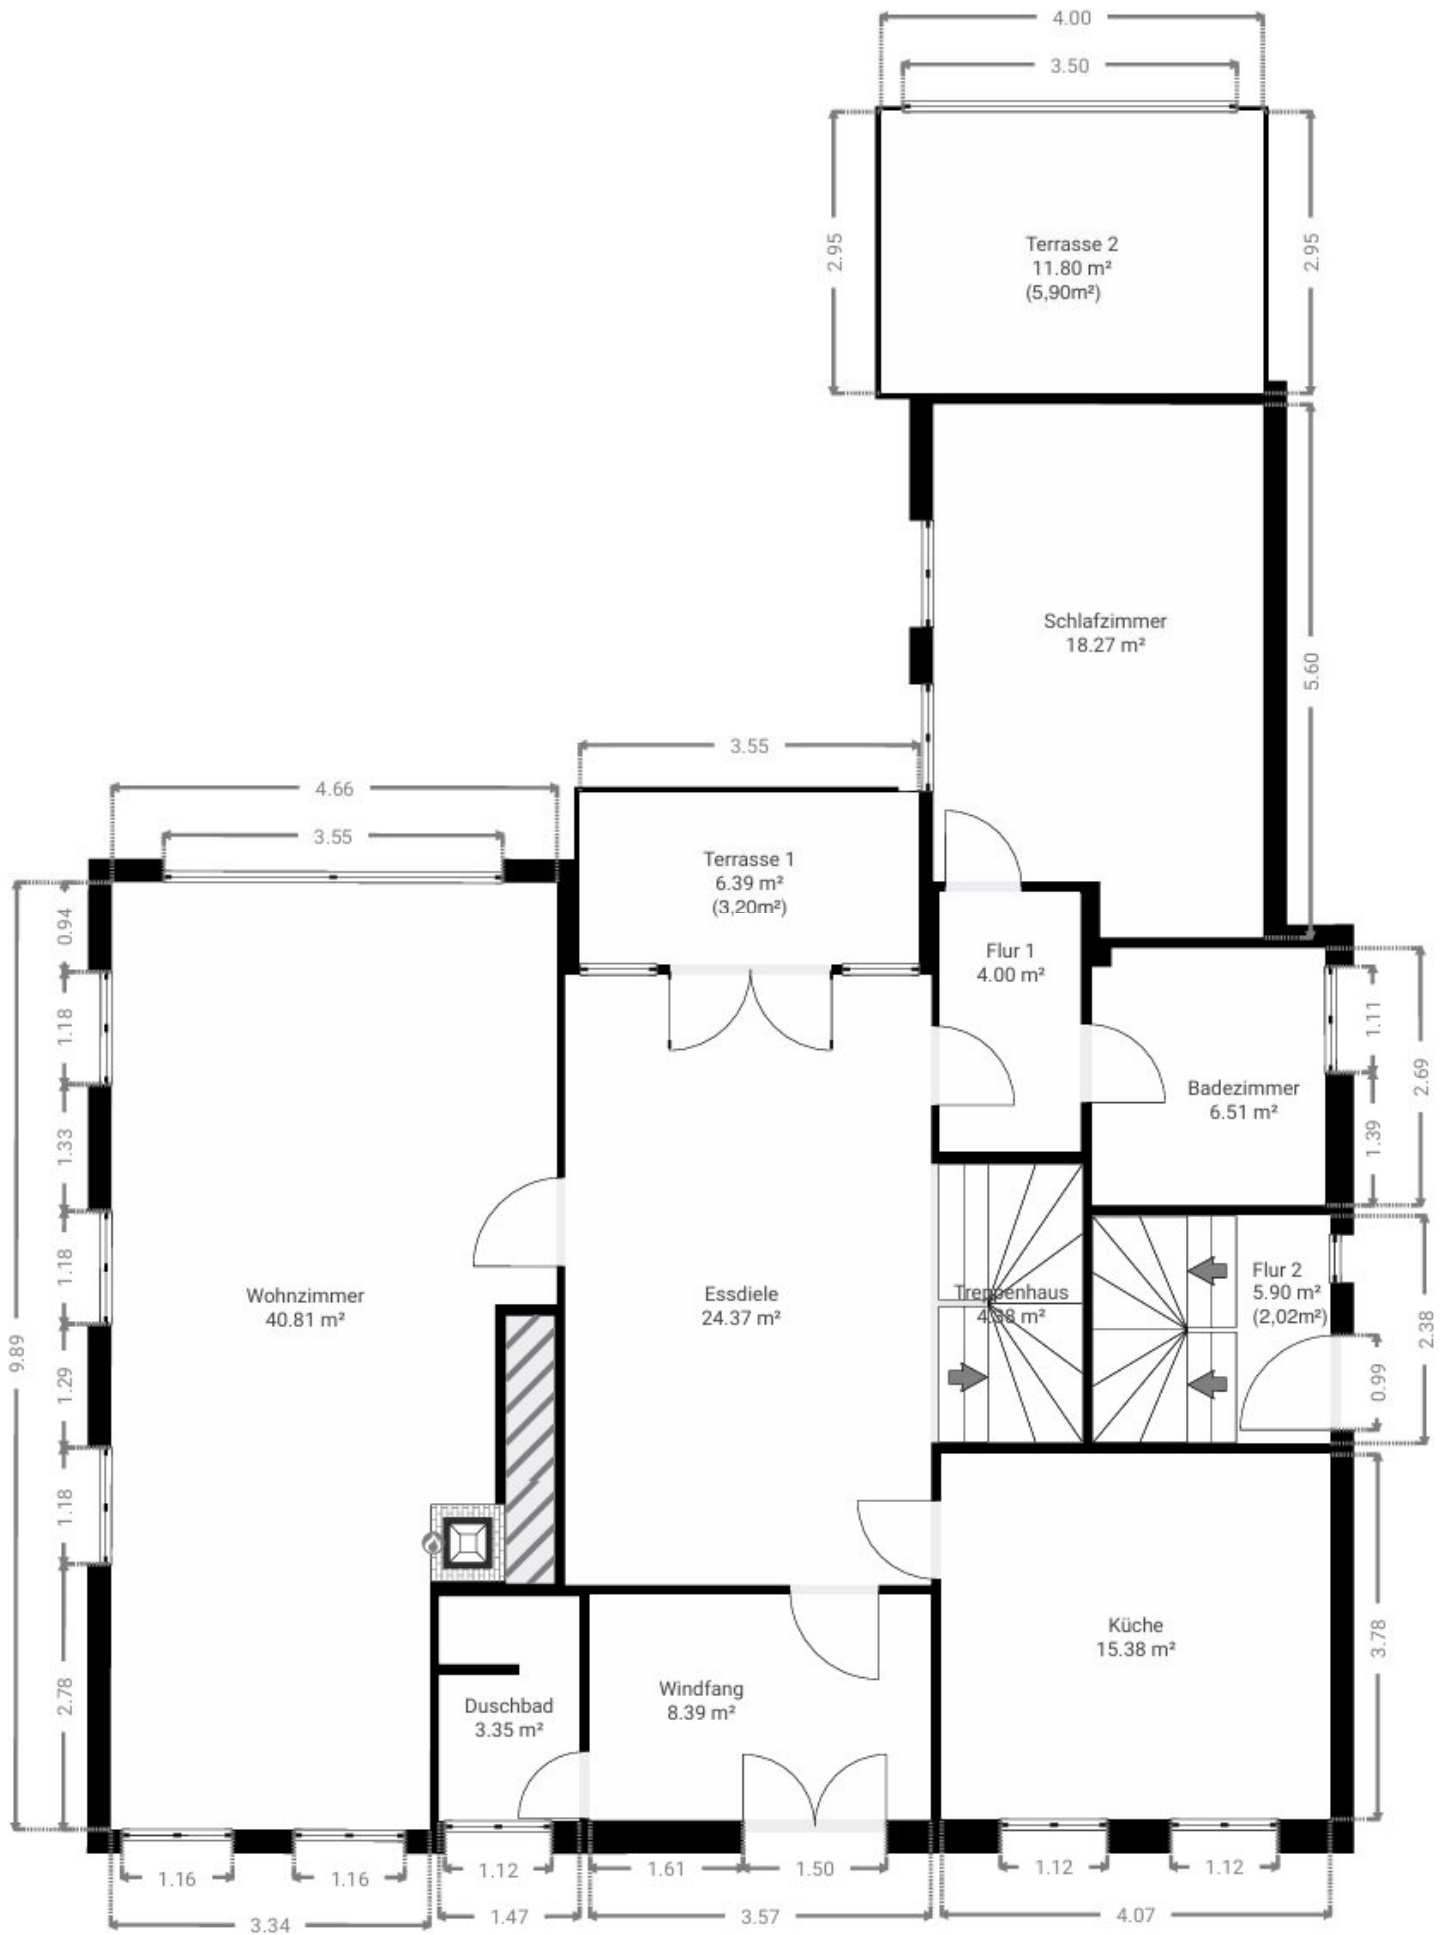 4.00
3.50
2.95
2.95
Terrasse 2
11.80 m²
(5,90m²)
Schlafzimmer
18.27 m²
5.60
3.55
4.66
3.55
Terrasse 1
6.39 m²
(3,20m²)
0.94
Flur 1
4.00 m²
1.18
1.11
2.69
Badezimmer
6.51 m²
1.33
1.39
1.18
Wohnzimmer
40.81 m²
Essdiele
24.37 m²
Treppenhaus
Flur 2
5.90 m²
(2,02m²)
2.38
9.89
1.29
0.99
1.18
Küche
15.38 m²
3.78
2.78
Duschbad
3.35 m²
Windfang
8.39 m²
1.16
1.16
1.12
1.61
1.50
1.12
1.12
3.34
1.47
3.57
4.07